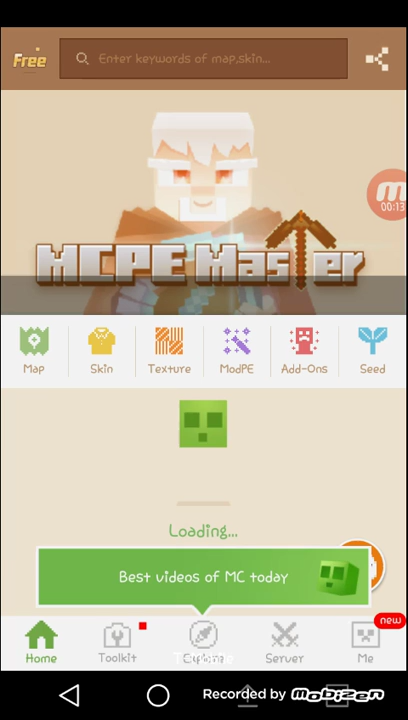 Free
Enter keywords of map,skin...
00:13
MCPE Master
Map
Skin
Texture
ModPE
Add-Ons
Seed
Loading...
Best videos of MC today
new
Home
Toolkit
Server
Me
Recorded by mobizen